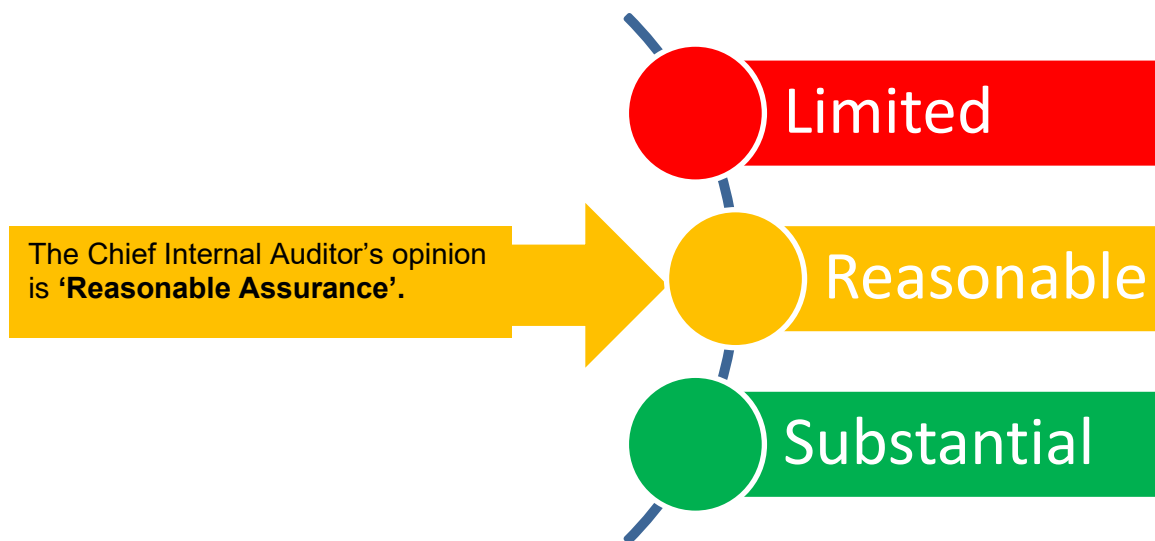 Limited
The Chief Internal Auditor’s opinion
is ‘Reasonable Assurance’.
Reasonable
Substantial